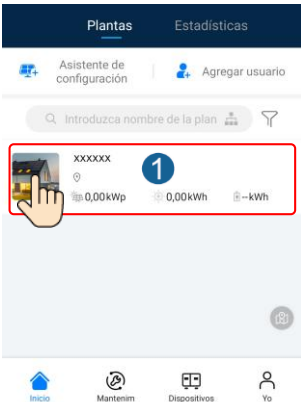 Plantas Estadísticas
Asistente de
configuración
Agregar usuario
Introduzca nombre de la plan
xxxxxx
1
0,00kWp 0,00kWh --kWh
Inicio Mantenim Dispositivos Yo